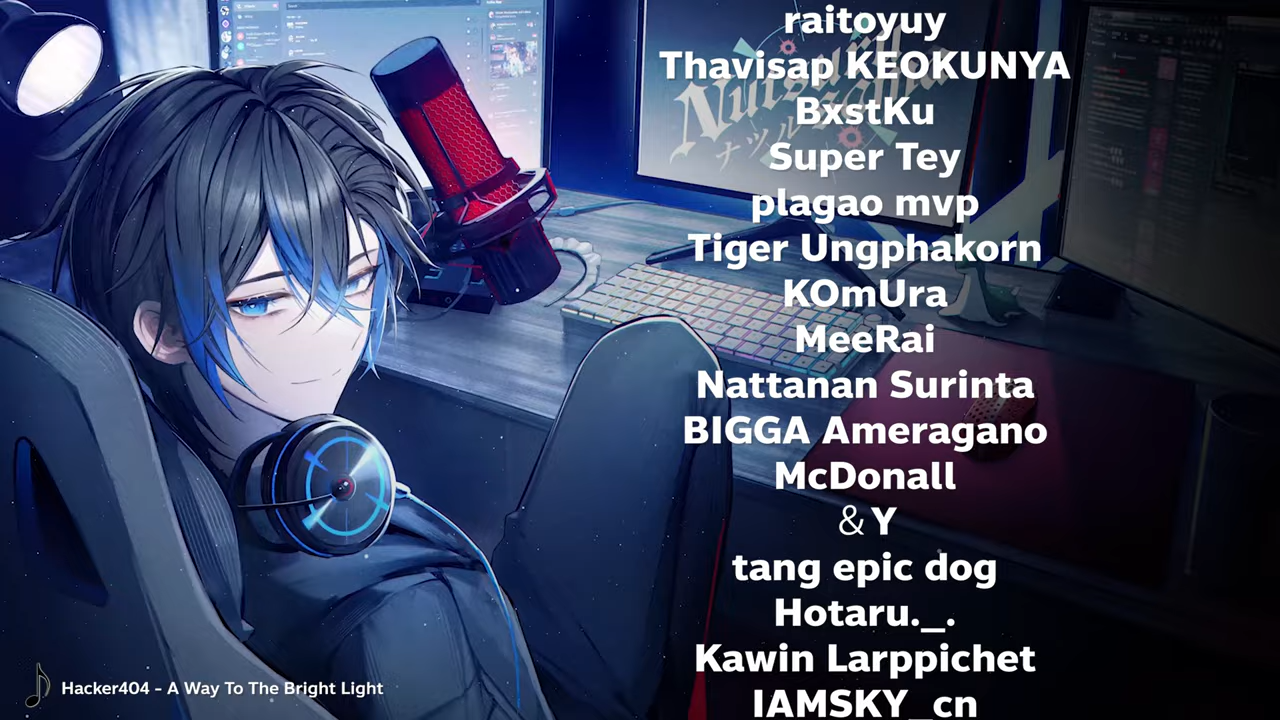 raitoyuy
Thavisap KEOKUNYA
BxstKu
Super Tey
plagao mvp
Tiger Ungphakorn
KOmUra
MeeRai
Nattanan Surinta
BIGGA Ameragano
McDonall
＆Y
tang epic dog
Hotaru._.
Kawin Larppichet
IAMSKY_cn
Hacker404 - A Way To The Bright Light